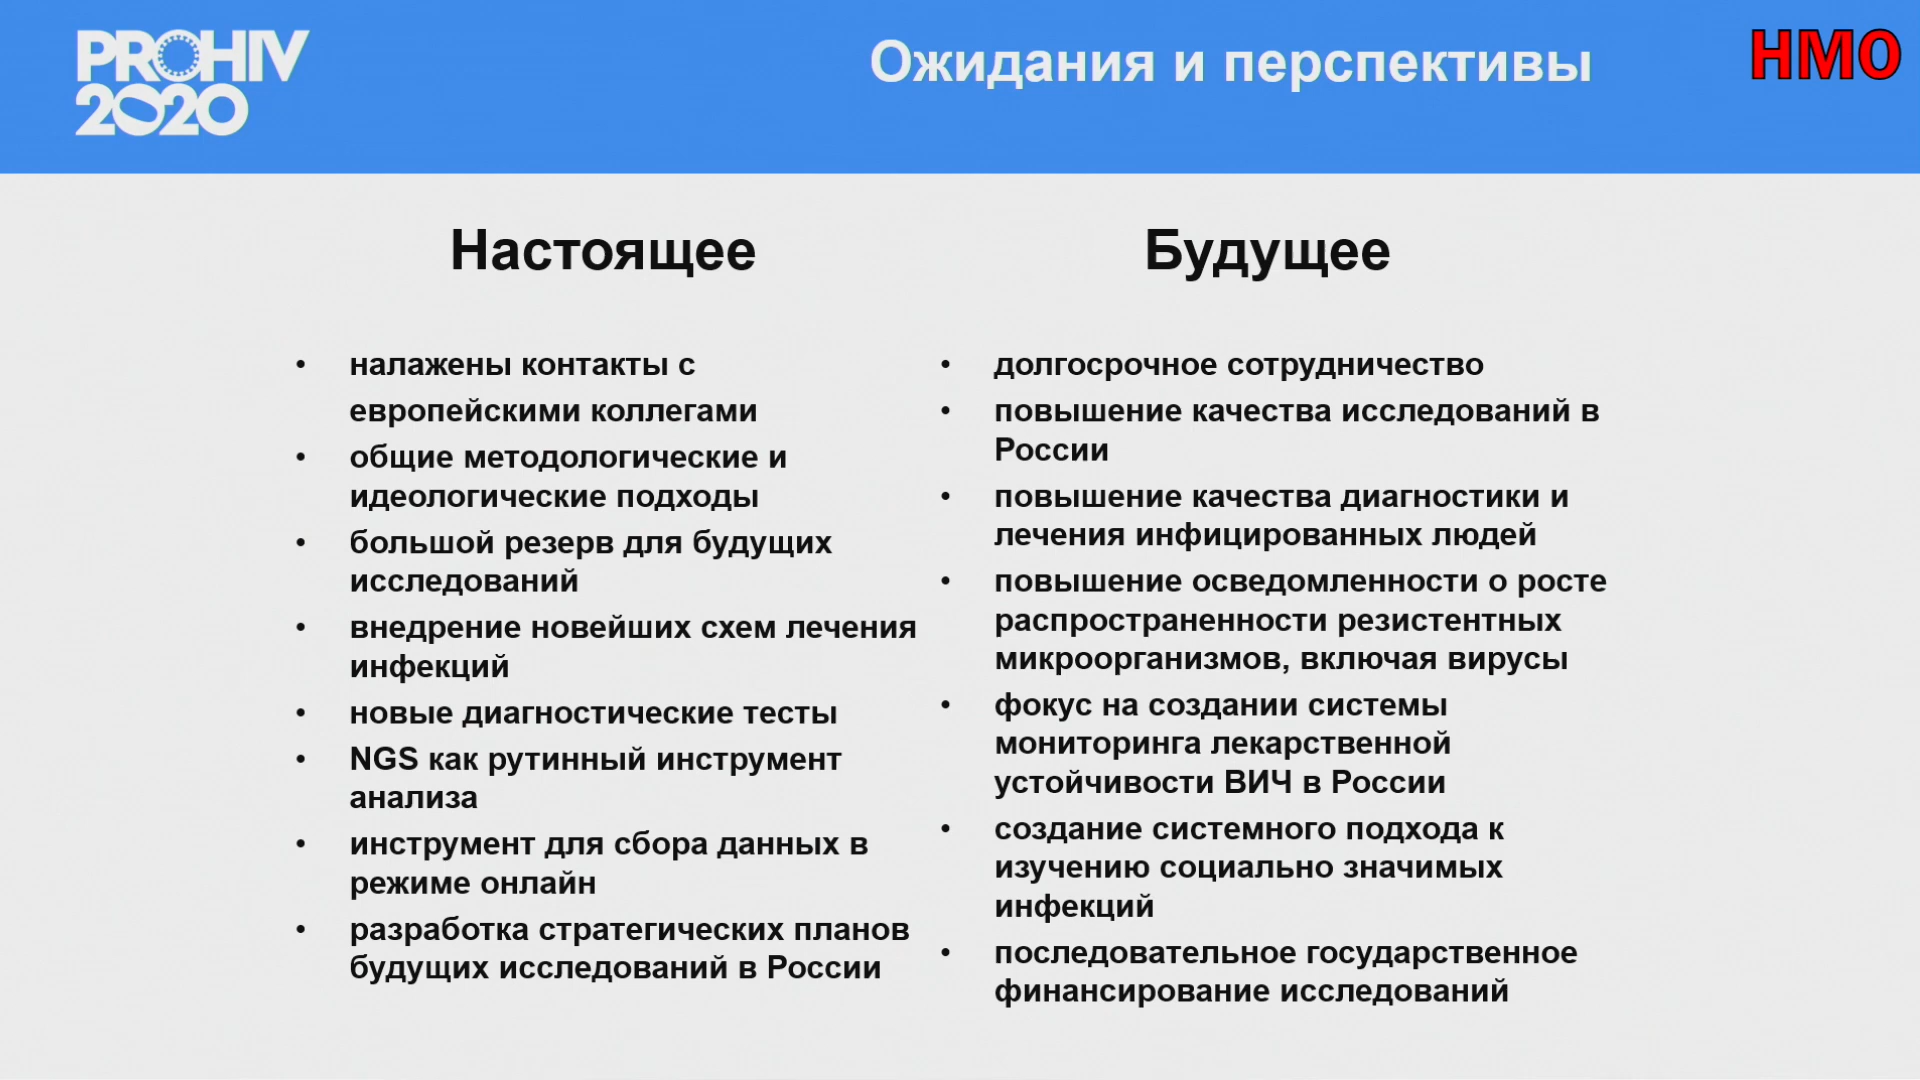 PROHIV
2020
Ожидания и перспективы
НМО
Настоящее
• налажены контакты с
европейскими коллегами
• общие методологические и
идеологические подходы
• большой резерв для будущих
исследований
• внедрение новейших схем лечения
инфекций
• новые диагностические тесты
• NGS как рутинный инструмент
анализа
• инструмент для сбора данных в
режиме онлайн
• разработка стратегических планов
будущих исследований в России
Будущее
• долгосрочное сотрудничество
• повышение качества исследований в
России
• повышение качества диагностики и
лечения инфицированных людей
• повышение осведомленности о росте
распространенности резистентных
микроорганизмов, включая вирусы
• фокус на создании системы
мониторинга лекарственной
устойчивости ВИЧ в России
• создание системного подхода к
изучению социально значимых
инфекций
• последовательное государственное
финансирование исследований